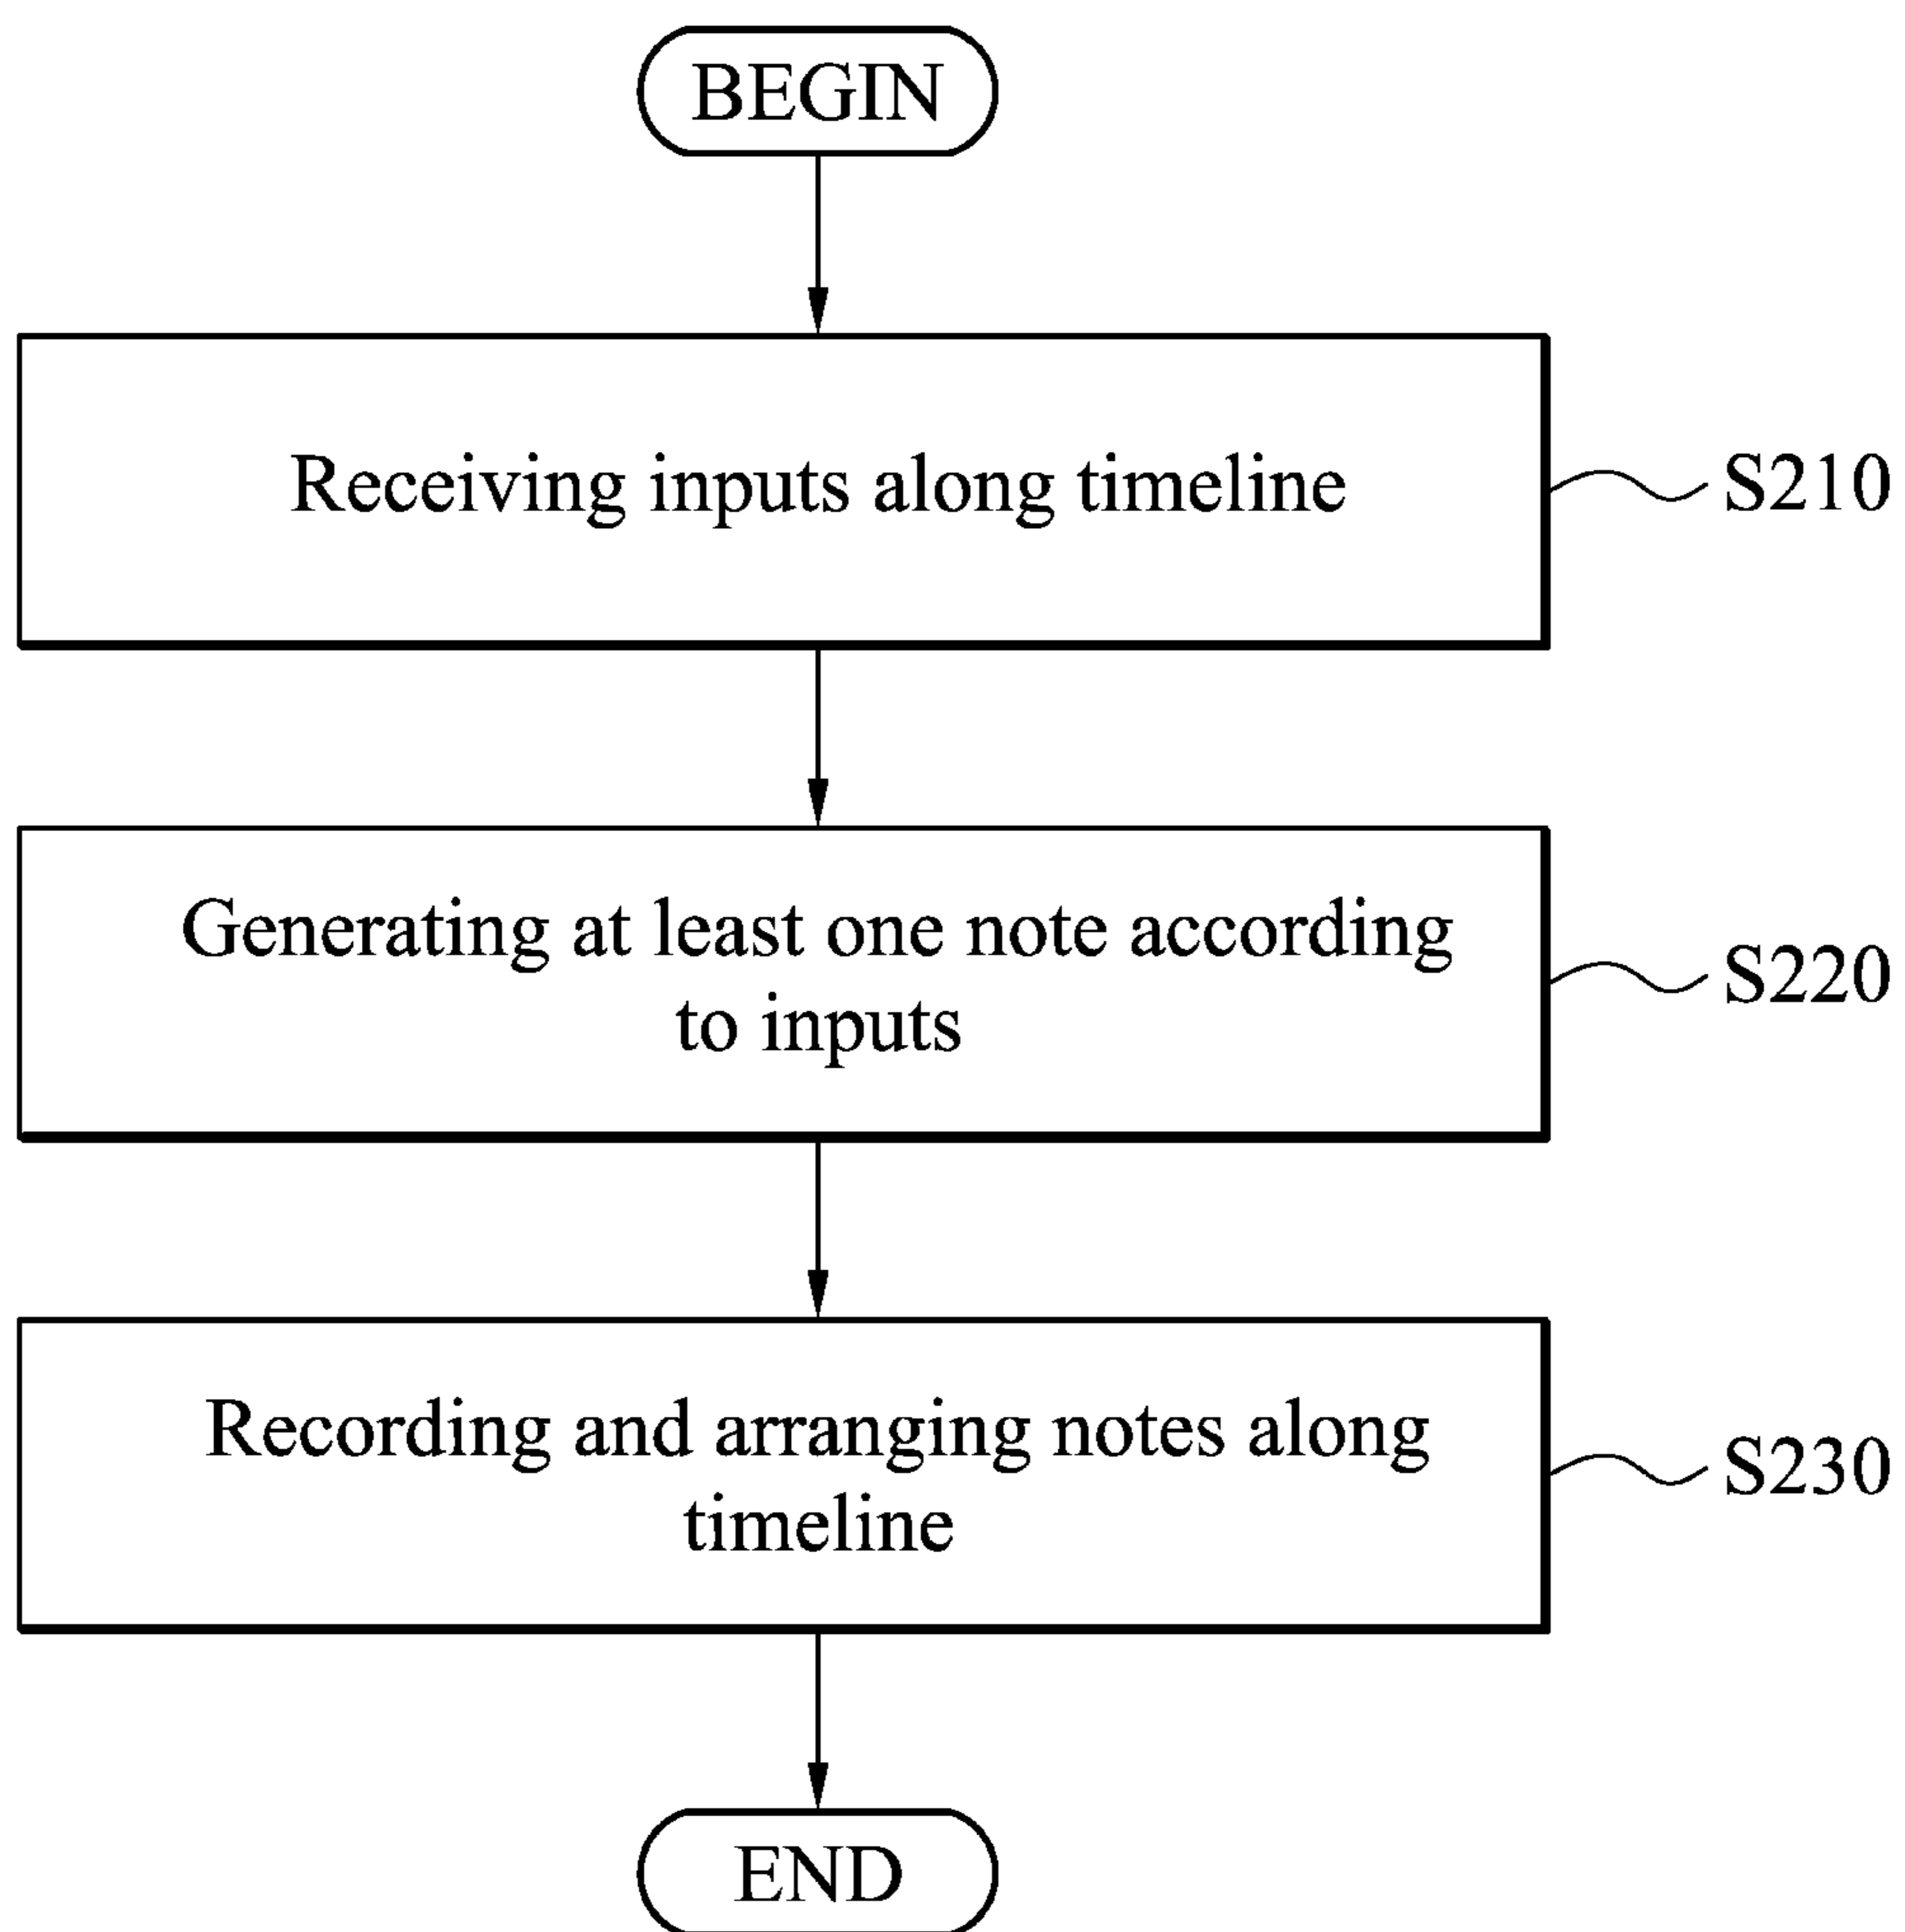 BEGIN
Receiving inputs along timeline
S210
Generating at least one note according
to inputs
S220
Recording and arranging notes along
timeline
S230
END